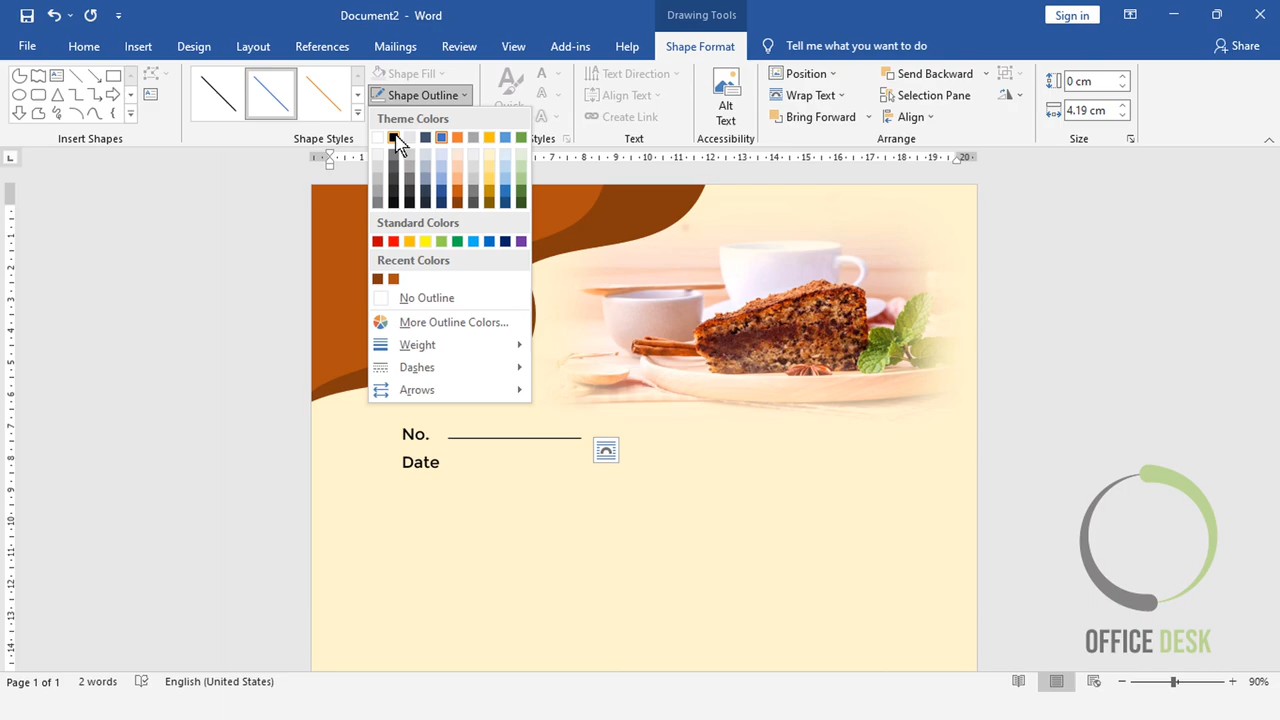 Document2 - Word
Drawing Tools
Sign in
File
Home
Insert
Design
Layout
References
Mailings
Review
View
Add-ins
Help
Shape Format
Tell me what you want to do
Share
Shape Fill
Shape Outline
Quick
Text Direction
Align Text
Create Link
Alt
Text
Position
Wrap Text
Bring Forward
Send Backward
Selection Pane
Align
0 cm
4.19 cm
Insert Shapes
Shape Styles
Styles
Text
Accessibility
Arrange
Size
Theme Colors
Standard Colors
Recent Colors
No Outline
More Outline Colors...
Weight
Dashes
Arrows
No.
Date
OFFICE DESK
Page 1 of 1
2 words
English (United States)
90%